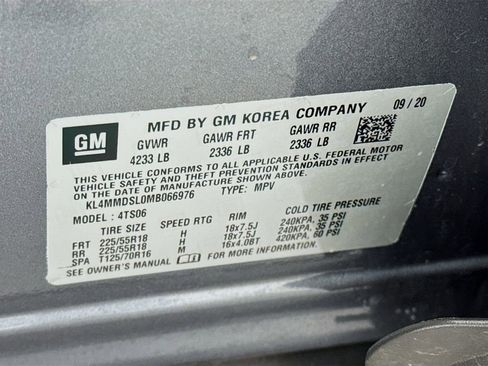 GM
MFD BY GM KOREA COMPANY 09/20
GVWR GAWR FRT GAWR RR
4233 LB 2336 LB 2336 LB
THIS VEHICLE CONFORMS TO ALL APPLICABLE U.S. FEDERAL MOTOR
VEHICLE SAFETY, BUMPER, AND THEFT PREVENTION STANDARDS IN
EFFECT ON THE DATE OF MANUFACTURE SHOWN ABOVE.
KL4MMDSL0MB066976 TYPE: MPV
MODEL: 4TS06
TIRE SIZE SPEED RTG RIM COLD TIRE PRESSURE
FRT 225/55R18 H 18x7.5J 240KPA, 35 PSI
RR 225/55R18 H 18x7.5J 240KPA, 35 PSI
SPA T125/70R16 M 16x4.0BT 420KPA, 60 PSI
SEE OWNER'S MANUAL FOR MORE INFORMATION.